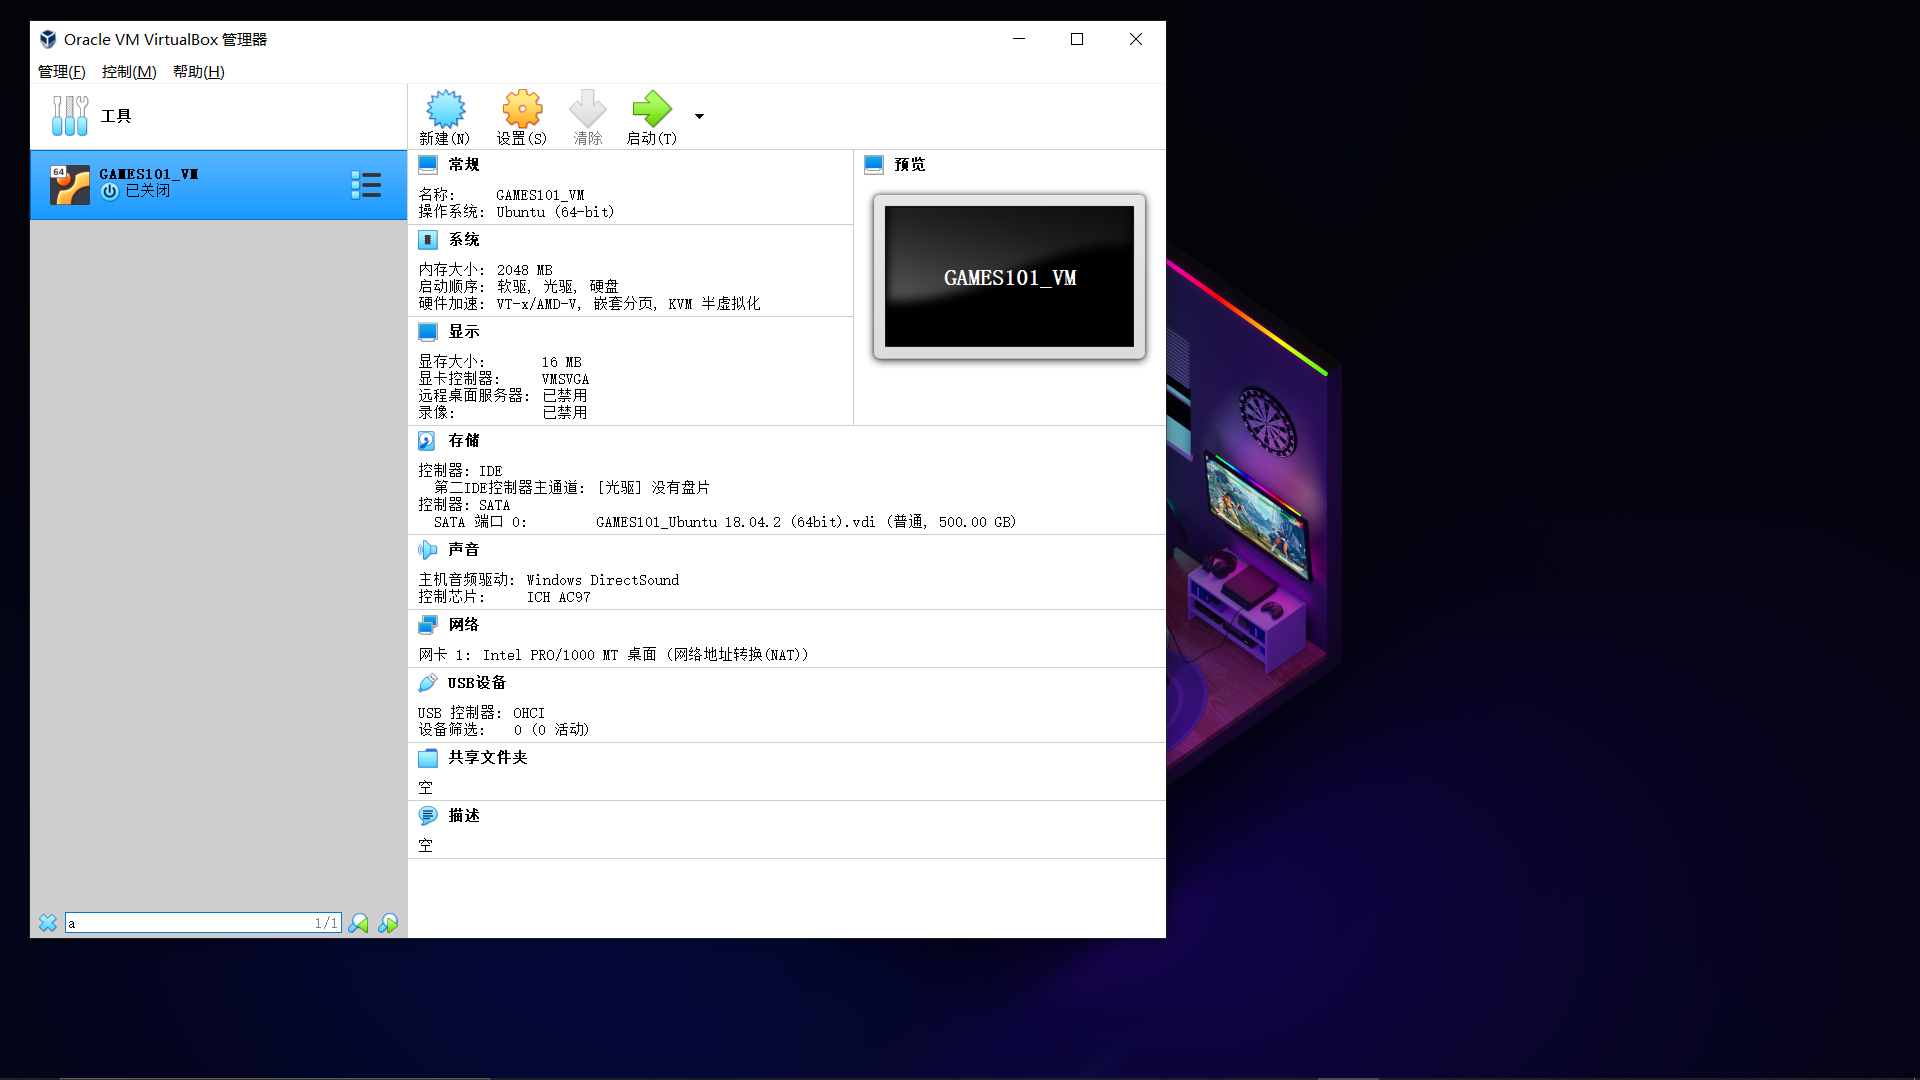 Oracle VM VirtualBox 管理器
管理(F) 控制(M) 帮助(H)
工具
新建(N) 设置(S) 清除 启动(T)
64
GAMES101_VM
已关闭
常规
名称: GAMES101_VM
操作系统: Ubuntu (64-bit)
系统
内存大小: 2048 MB
启动顺序: 软驱, 光驱, 硬盘
硬件加速: VT-x/AMD-V, 嵌套分页, KVM 半虚拟化
显示
显存大小: 16 MB
显卡控制器: VMSVGA
远程桌面服务器: 已禁用
录像: 已禁用
预览
GAMES101_VM
存储
控制器: IDE
第二IDE控制器主通道: [光驱] 没有盘片
控制器: SATA
SATA 端口 0: GAMES101_Ubuntu 18.04.2 (64bit).vdi (普通, 500.00 GB)
声音
主机音频驱动: Windows DirectSound
控制芯片: ICH AC97
网络
网卡 1: Intel PRO/1000 MT 桌面 (网络地址转换(NAT))
USB设备
USB 控制器: OHCI
设备筛选: 0 (0 活动)
共享文件夹
空
描述
空
a 1/1